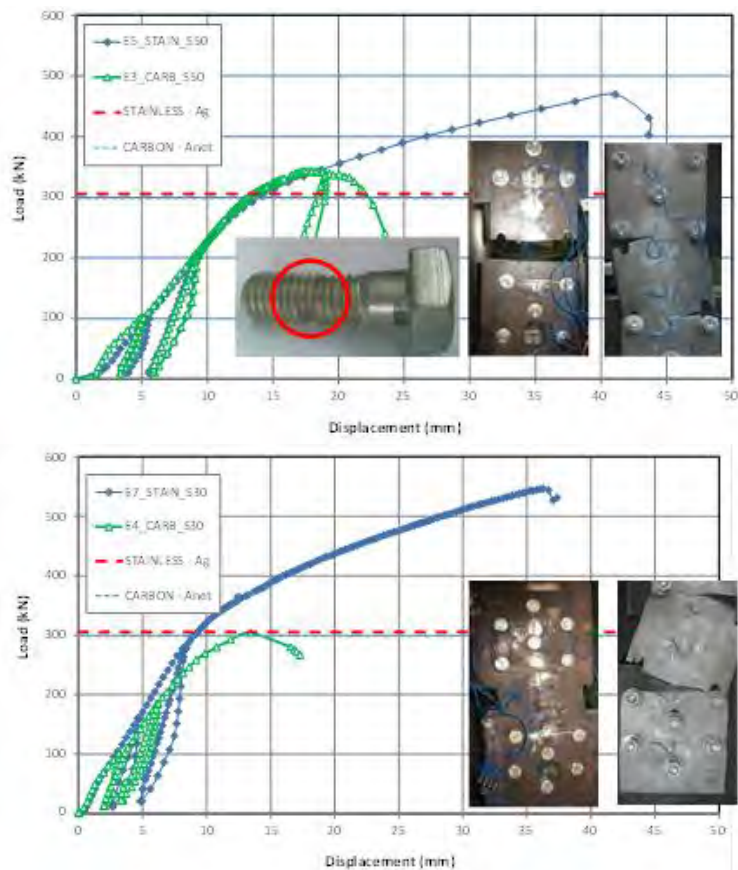 600
500
400
300
200
100
0
Load (kN)
E5_STAIN_S50
E3_CARB_S50
STAINLESS - Ag
CARBON - Anet
0 5 10 15 20 25 30 35 40 45 50
Displacement (mm)
600
500
400
300
200
100
0
Load (kN)
E7_STAIN_S30
E4_CARB_S30
STAINLESS - Ag
CARBON - Anet
0 5 10 15 20 25 30 35 40 45 50
Displacement (mm)